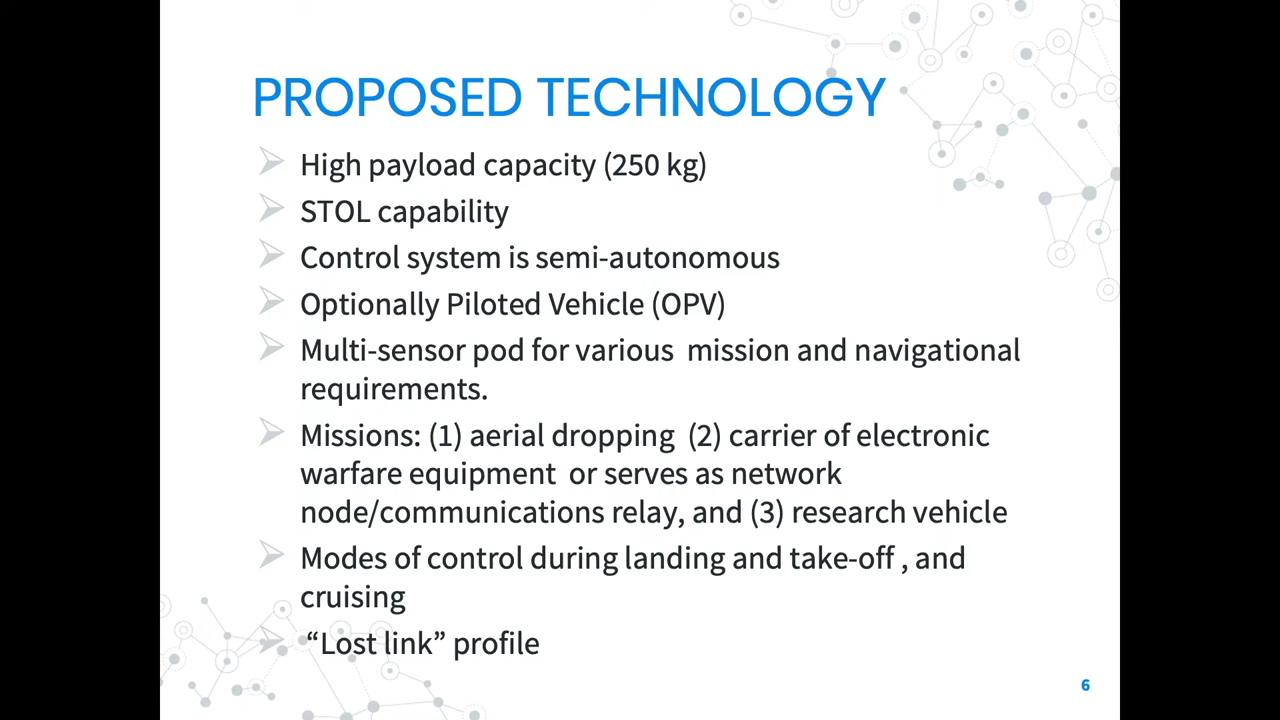 PROPOSED TECHNOLOGY
High payload capacity (250 kg)
STOL capability
Control system is semi-autonomous
Optionally Piloted Vehicle (OPV)
Multi-sensor pod for various  mission and navigational
requirements.
Missions: (1) aerial dropping  (2) carrier of electronic
warfare equipment  or serves as network
node/communications relay, and (3) research vehicle
Modes of control during landing and take-off , and
cruising
“Lost link” profile
6